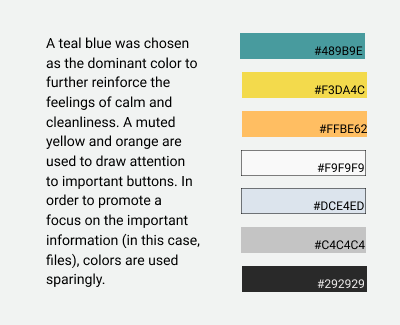 A teal blue was chosen
as the dominant color to
further reinforce the
feelings of calm and
cleanliness. A muted
yellow and orange are
used to draw attention
to important buttons. In
order to promote a
focus on the important
information (in this case,
files), colors are used
sparingly.
#489B9E
#F3DA4C
#FFBE62
#F9F9F9
#DCE4ED
#C4C4C4
#292929